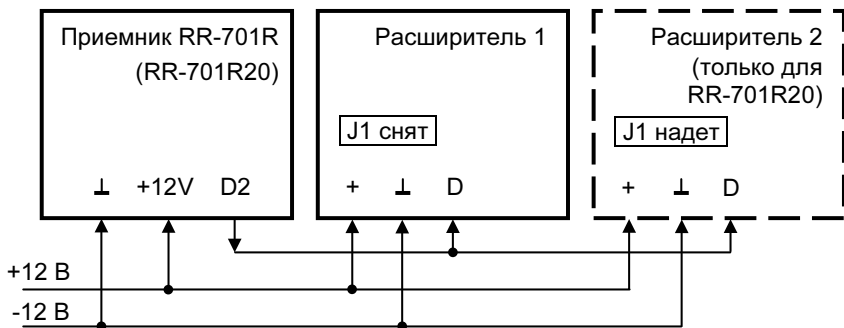 Приемник RR-701R
(RR-701R20)
Расширитель 1
Расширитель 2
(только для
RR-701R20)
J1 снят
J1 надет
⊥ +12V D2
+ ⊥ D
+ ⊥ D
+12 В
-12 В